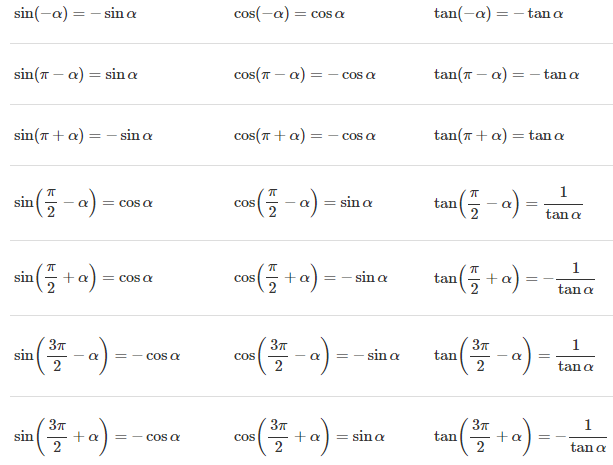 sin(−α) = − sin α cos(−α) = cos α tan(−α) = − tan α
sin(π − α) = sin α cos(π − α) = − cos α tan(π − α) = − tan α
sin(π + α) = − sin α cos(π + α) = − cos α tan(π + α) = tan α
sin(π/2 − α) = cos α cos(π/2 − α) = sin α tan(π/2 − α) = 1/tan α
sin(π/2 + α) = cos α cos(π/2 + α) = − sin α tan(π/2 + α) = −1/tan α
sin(3π/2 − α) = − cos α cos(3π/2 − α) = − sin α tan(3π/2 − α) = 1/tan α
sin(3π/2 + α) = − cos α cos(3π/2 + α) = sin α tan(3π/2 + α) = −1/tan α